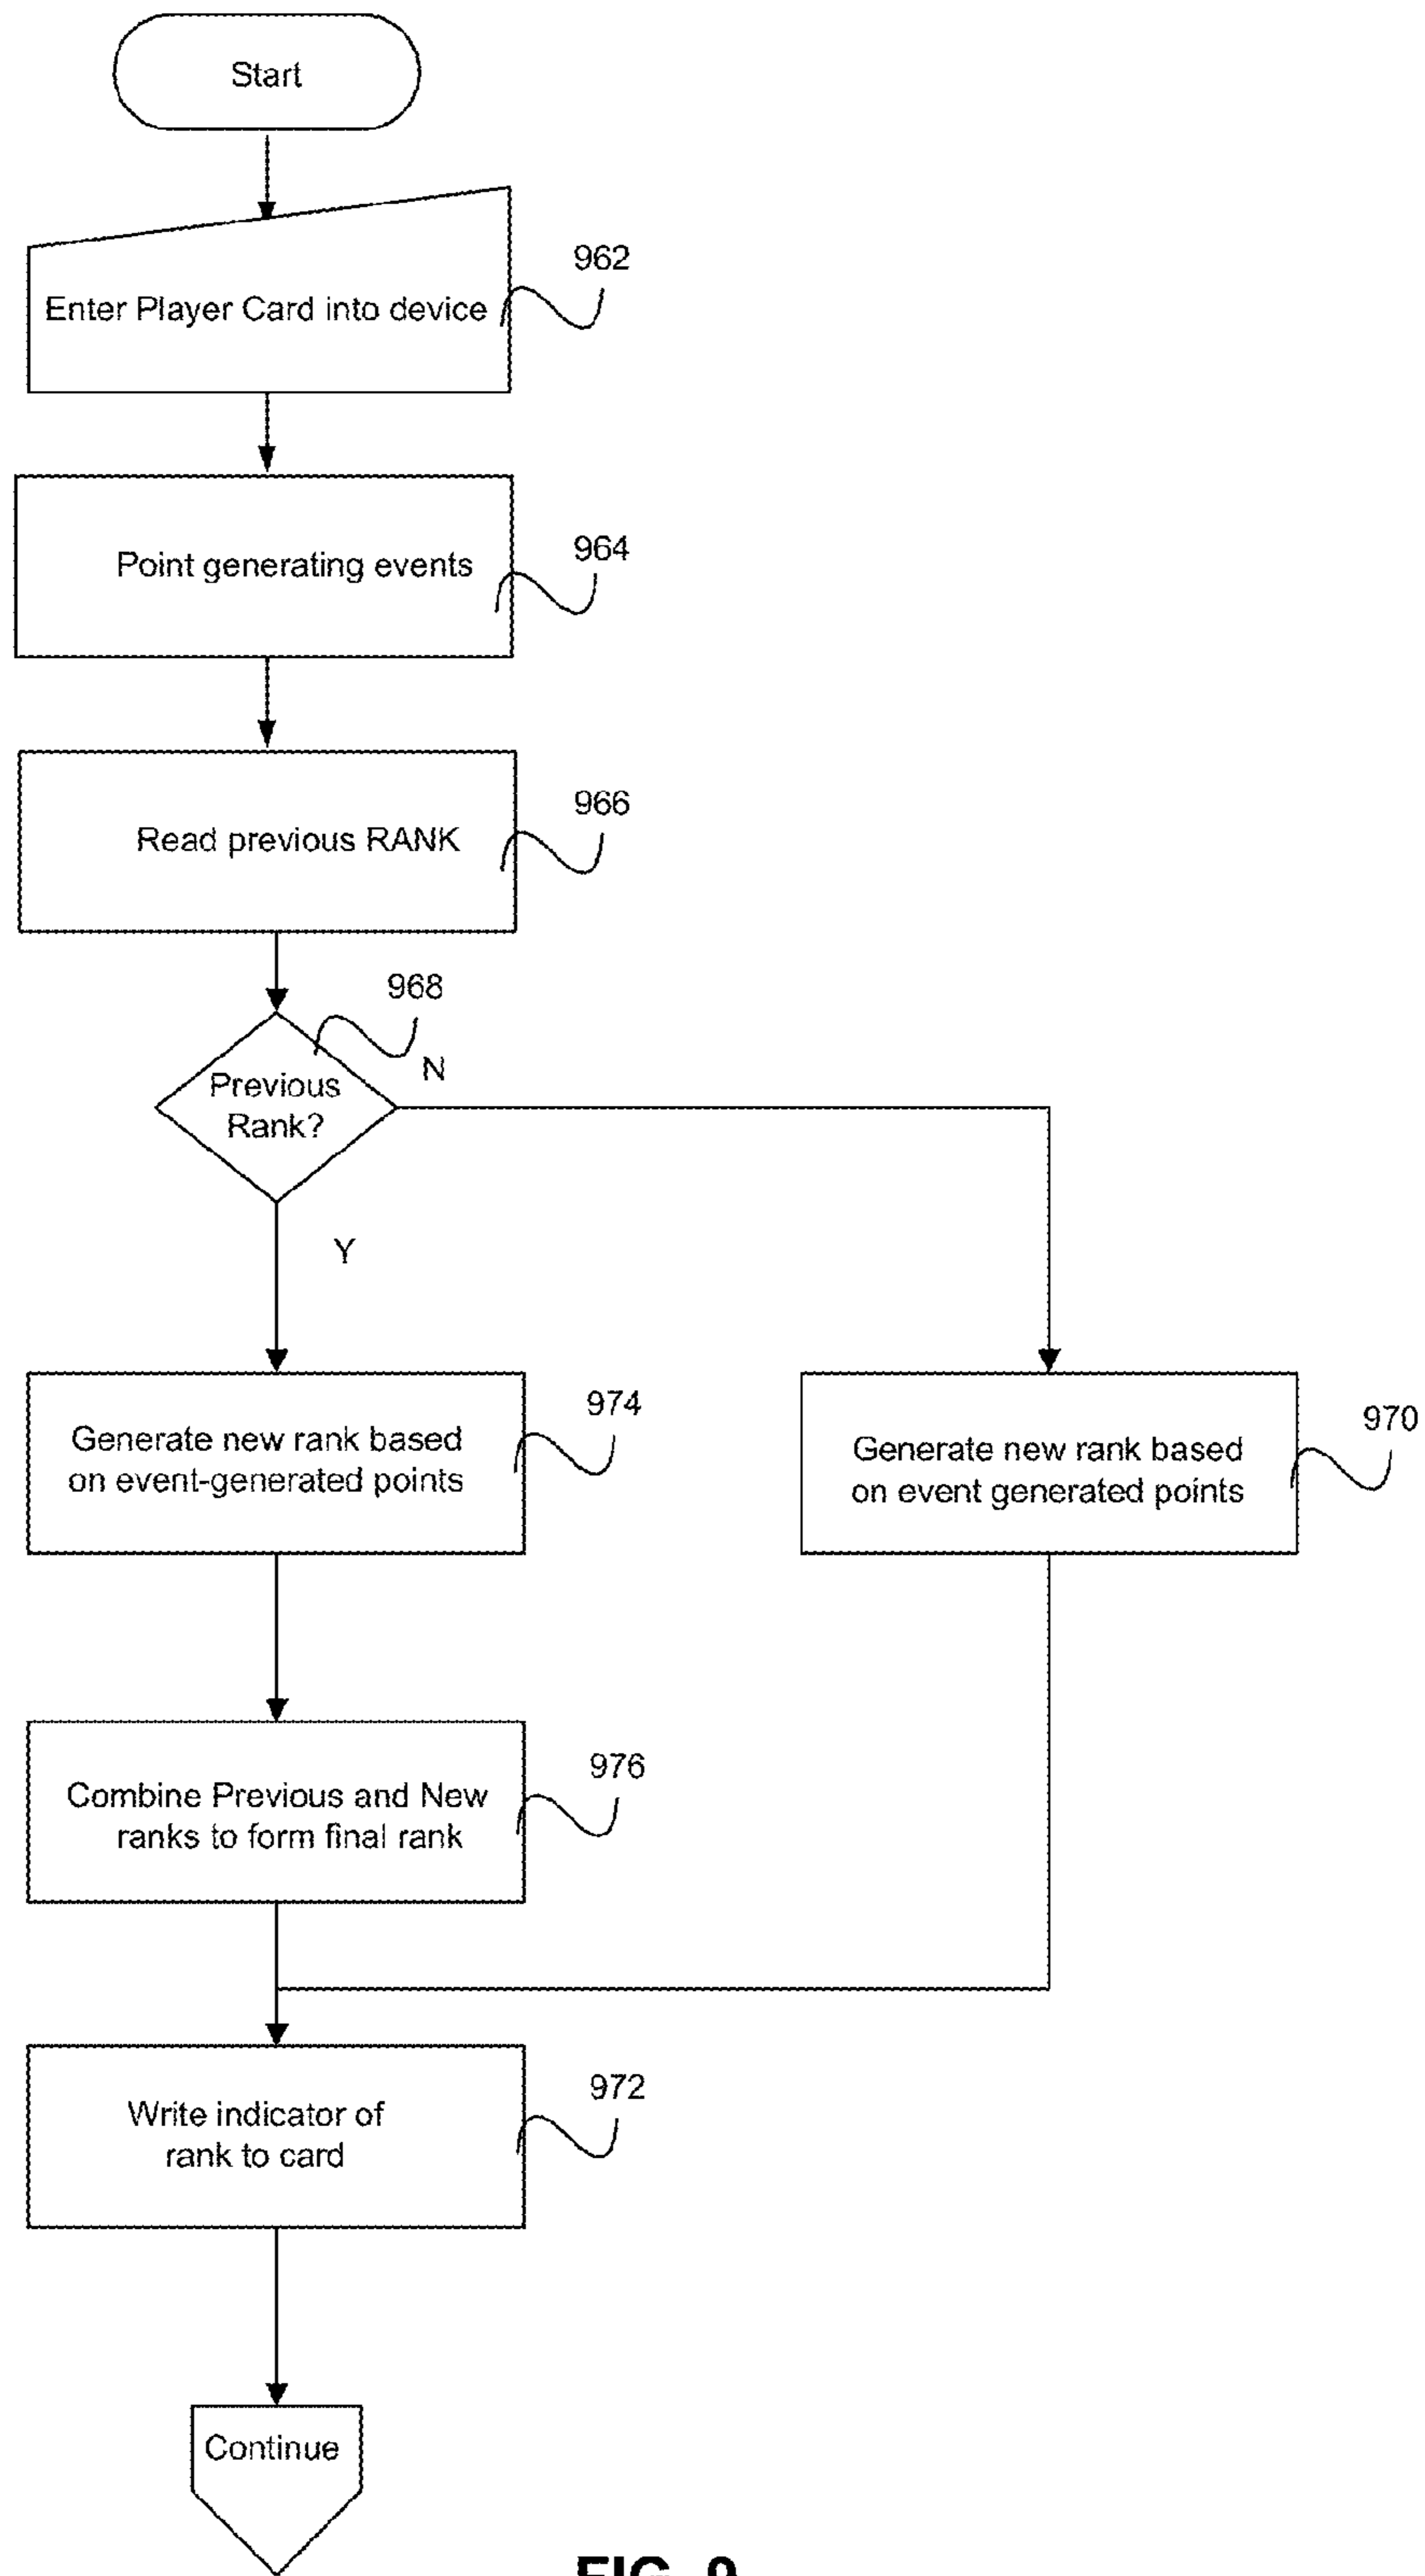 Start
962
Enter Player Card into device
964
Point generating events
966
Read previous RANK
968
N
Previous
Rank?
Y
974
Generate new rank based
on event-generated points
970
Generate new rank based
on event generated points
976
Combine Previous and New
ranks to form final rank
972
Write indicator of
rank to card
Continue
FIG. 9